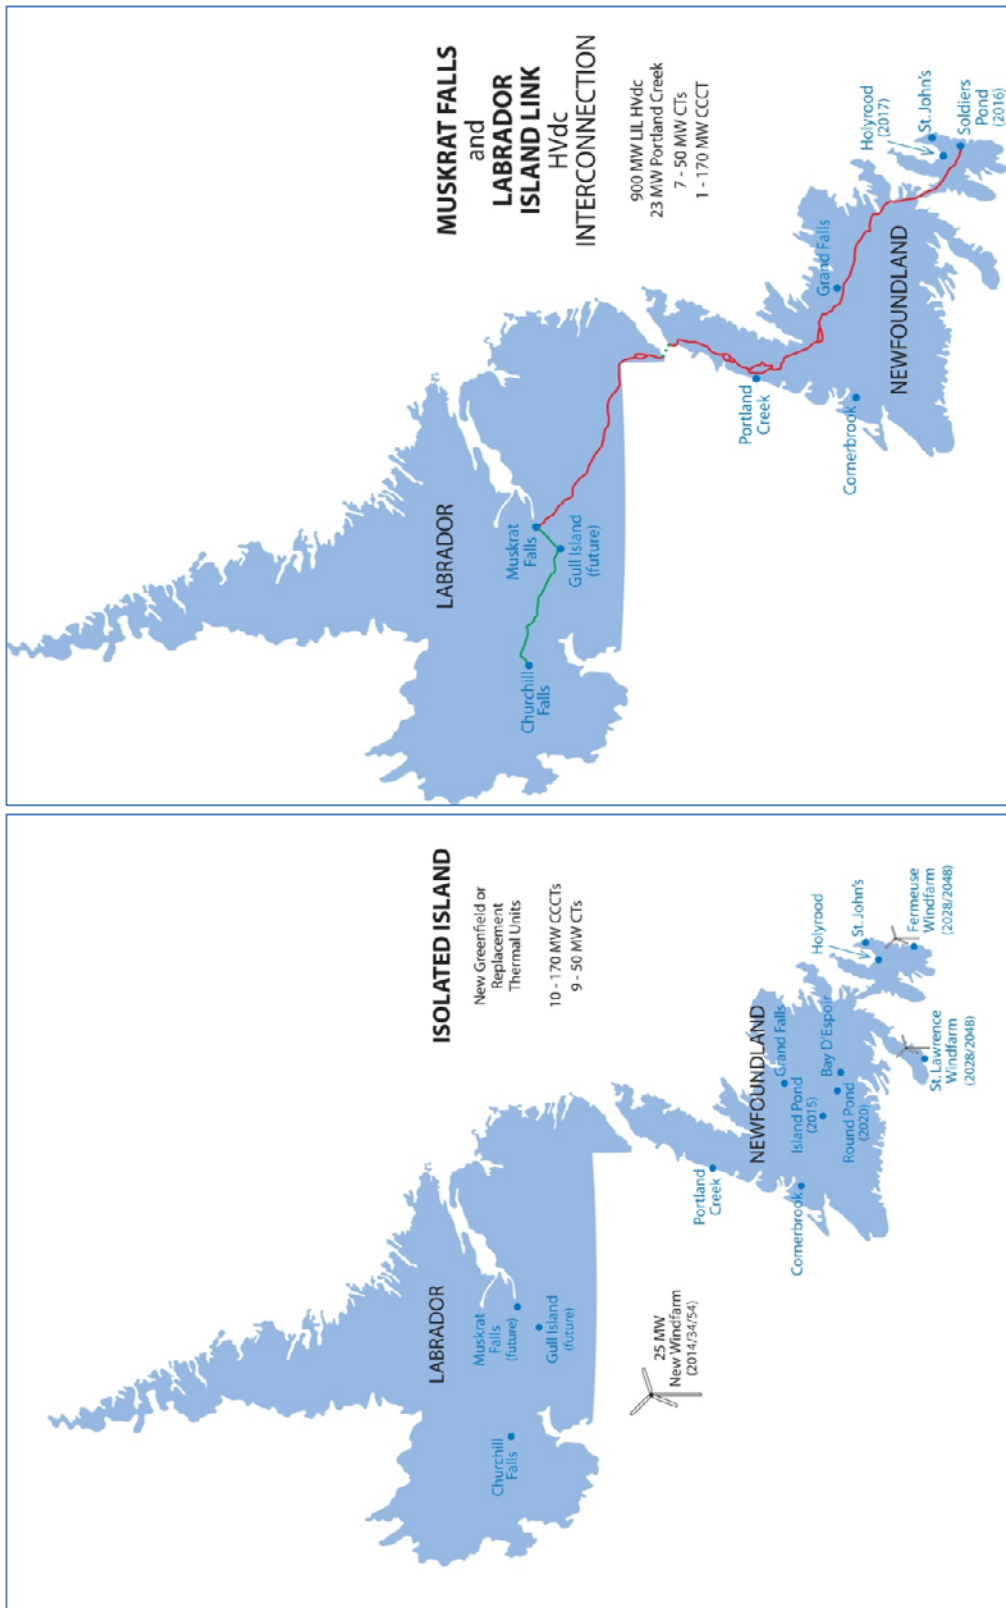 ISOLATED ISLAND
New Greenfield or
Replacement
Thermal Units
10 - 170 MW CCCTs
9 - 50 MW CTs
LABRADOR
Churchill
Falls
Muskrat
Falls
(future)
Gull Island
(future)
25 MW
New Windfarm
(2014/34/54)
Portland
Creek
Cornerbrook
NEWFOUNDLAND
Grand Falls
Island Pond
(2015)
Bay D'Espoir
Round Pond
(2020)
Holyrood
St. John's
Fermeuse
Windfarm
(2028/2048)
St. Lawrence
Windfarm
(2028/2048)
MUSKRAT FALLS
and
LABRADOR
ISLAND LINK
HVdc
INTERCONNECTION
900 MW LIL HVdc
23 MW Portland Creek
7 - 50 MW CTs
1 - 170 MW CCCT
LABRADOR
Churchill
Falls
Muskrat
Falls
Gull Island
(future)
Portland
Creek
Cornerbrook
Grand Falls
NEWFOUNDLAND
Holyrood
(2017)
St. John's
Soldiers
Pond
(2016)